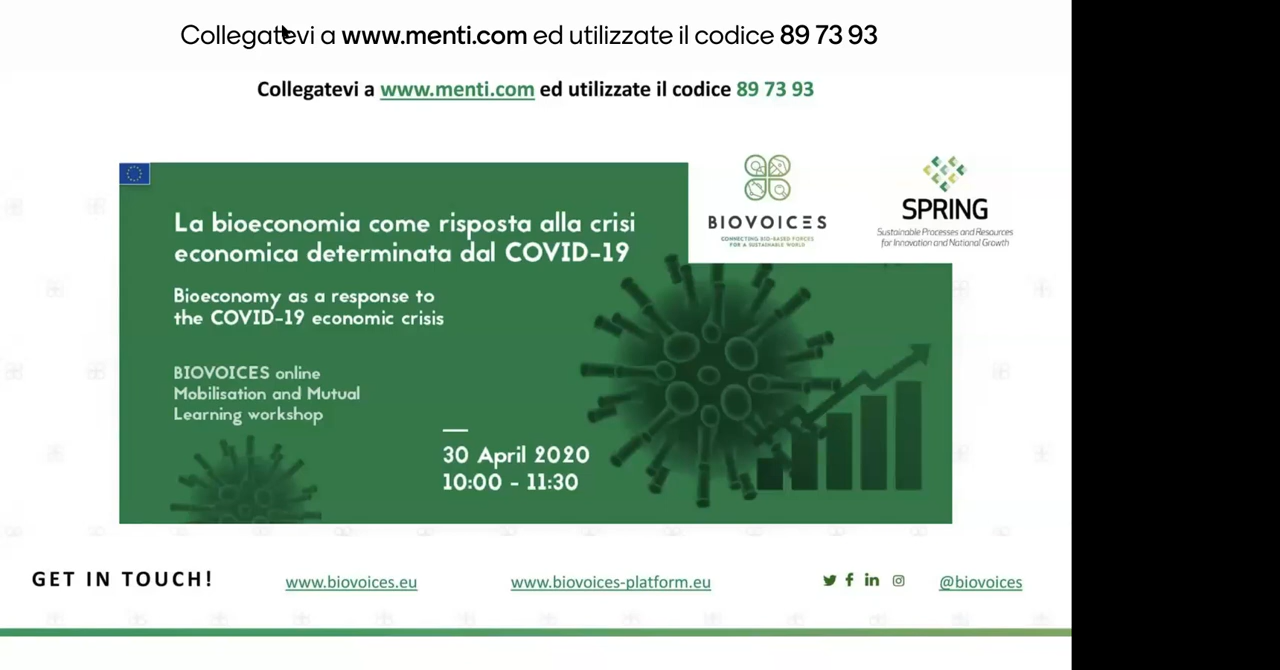 Collegatevi a www.menti.com ed utilizzate il codice 89 73 93
Collegatevi a www.menti.com ed utilizzate il codice 89 73 93
La bioeconomia come risposta alla crisi
economica determinata dal COVID-19
Bioeconomy as a response to
the COVID-19 economic crisis
BIOVOICES online
Mobilisation and Mutual
Learning workshop
30 April 2020
10:00 - 11:30
BIOVOICES
CONNECTING BIO-BASED FORCES
FOR A SUSTAINABLE WORLD
SPRING
Sustainable Processes and Resources
for Innovation and National Growth
GET IN TOUCH!
www.biovoices.eu
www.biovoices-platform.eu
@biovoices